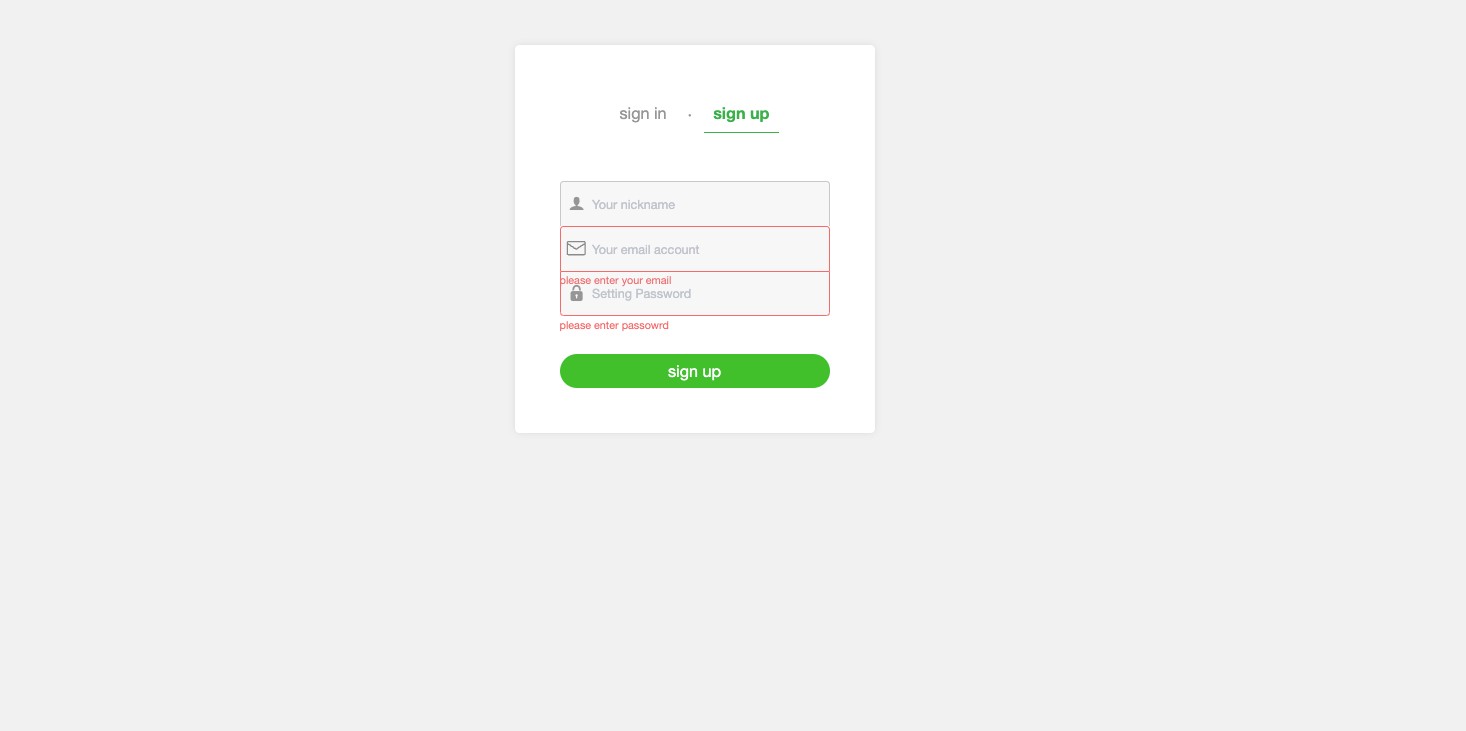 sign in · sign up
Your nickname
Your email account
please enter your email
Setting Password
please enter passowrd
sign up